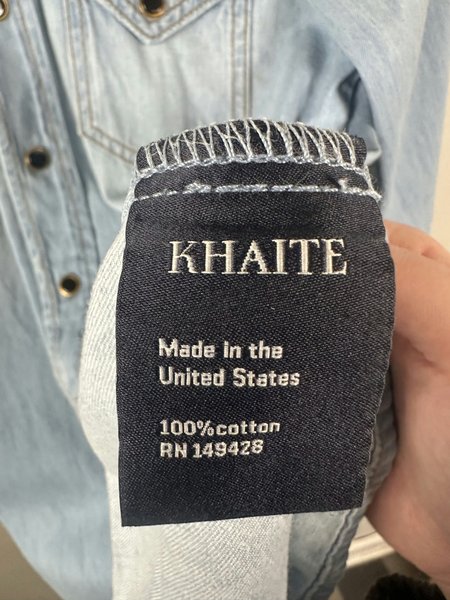 KHAITE
Made in the
United States
100%cotton
RN 149428